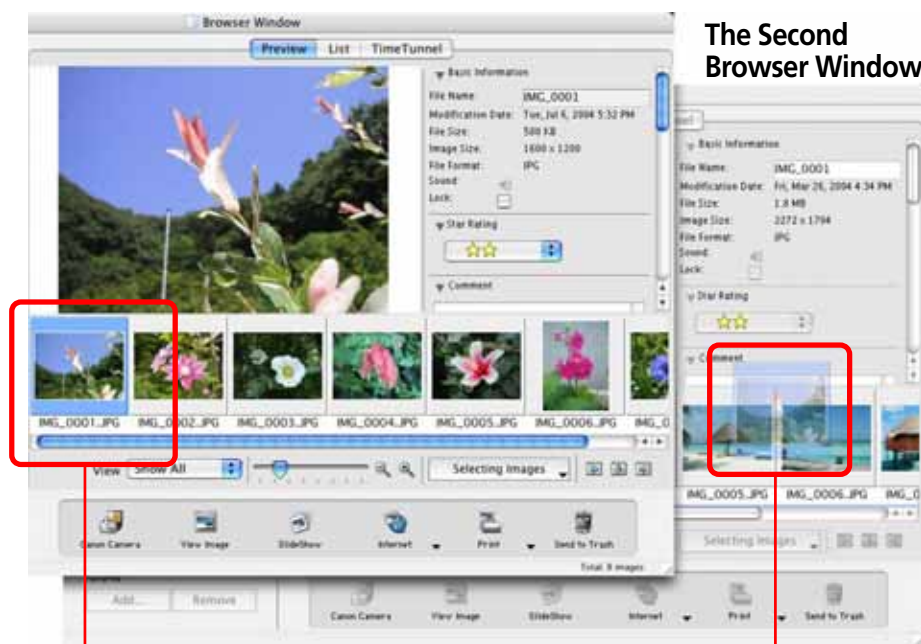 Browser Window
The Second
Browser Window
Preview List TimeTunnel
Basic Information
File Name: IMG_0001
Modification Date: Tue, Jul 6, 2004 5:32 PM
File Size: 500 KB
Image Size: 1600 x 1200
File Format: JPG
Sound:
Lock:
Star Rating
Comment
IMG_0001.JPG IMG_0002.JPG IMG_0003.JPG IMG_0004.JPG IMG_0005.JPG IMG_0006.JPG IMG_0
View Show All
Selecting Images
Canon Camera View Image SlideShow Internet Print Send to Trash
Total: 9 images
Basic Information
File Name: IMG_0001
Modification Date: Fri, Mar 26, 2004 4:34 PM
File Size: 1.8 MB
Image Size: 2272 x 1704
File Format: JPG
Sound:
Lock:
Star Rating
Comment
IMG_0005.JPG IMG_0006.JPG IMG_0
Selecting Images
Add... Remove
Canon Camera View Image SlideShow Internet Print Send to Trash